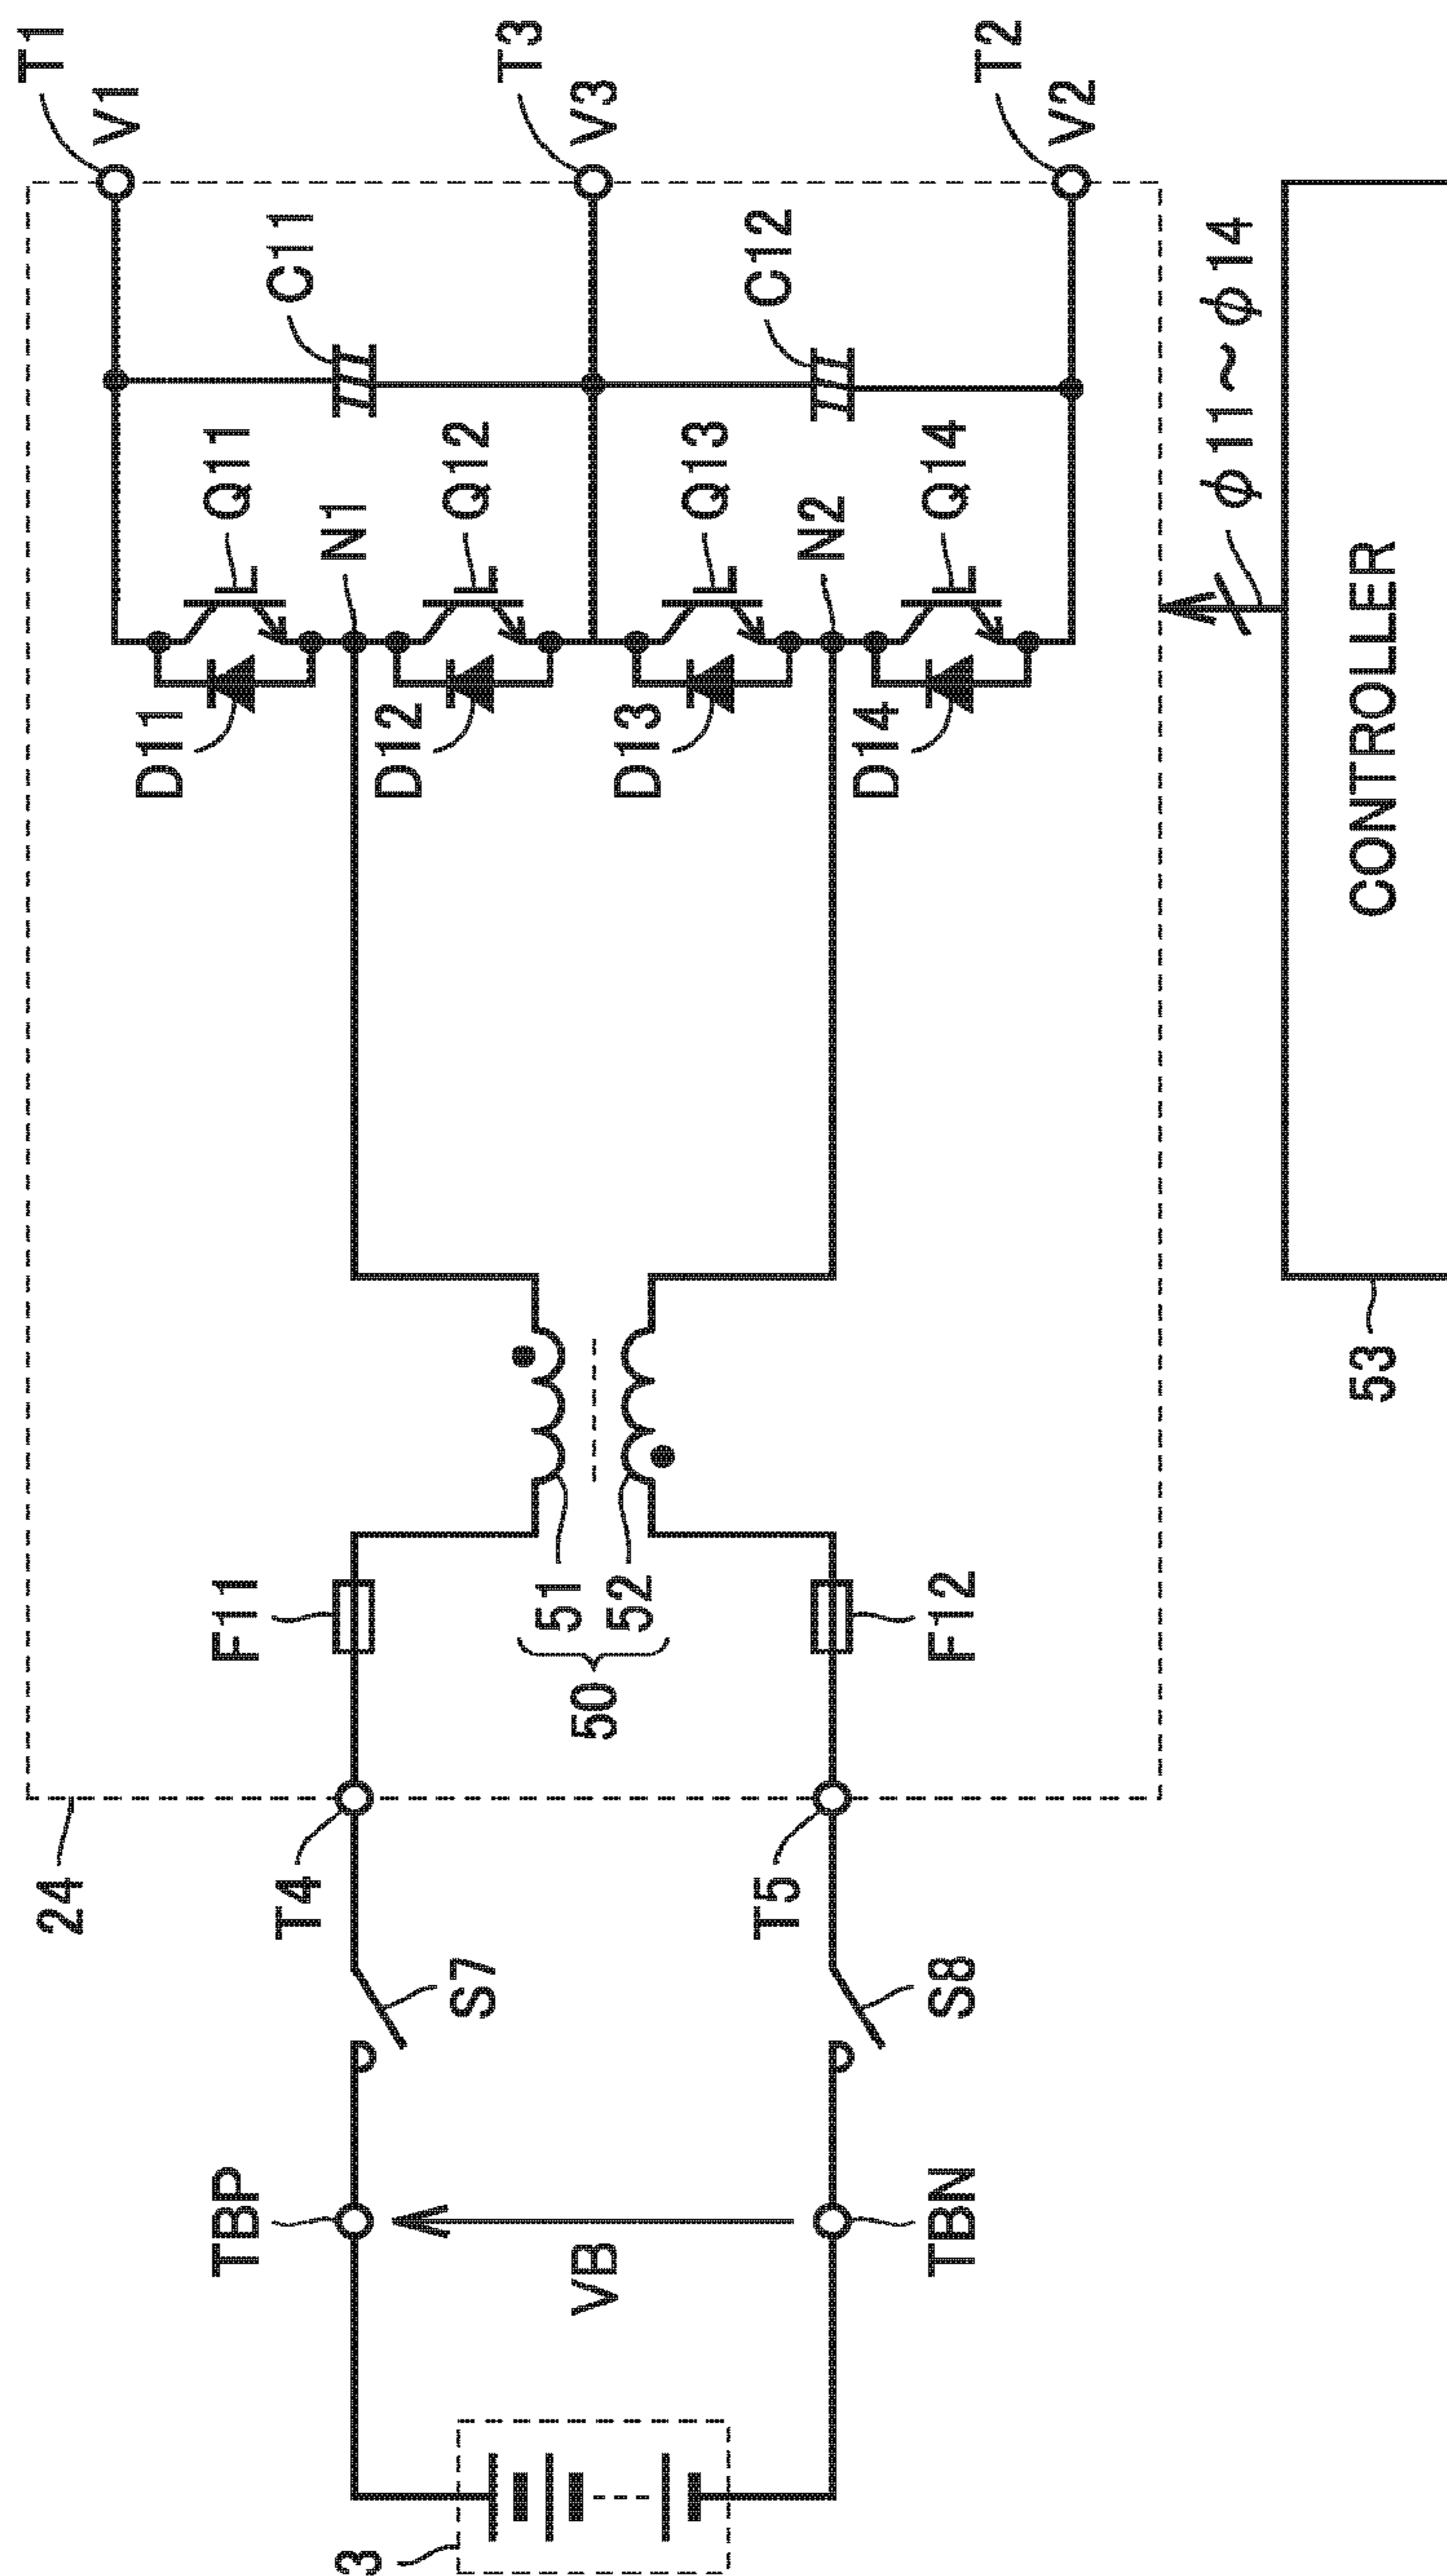 T1
V1
T3
V3
T2
V2
C11
C12
Q11
N1
Q12
Q13
N2
Q14
D11
D12
D13
D14
φ11~φ14
CONTROLLER
53
F11
51
52
50
F12
24
T4
T5
S7
S8
TBP
VB
TBN
3